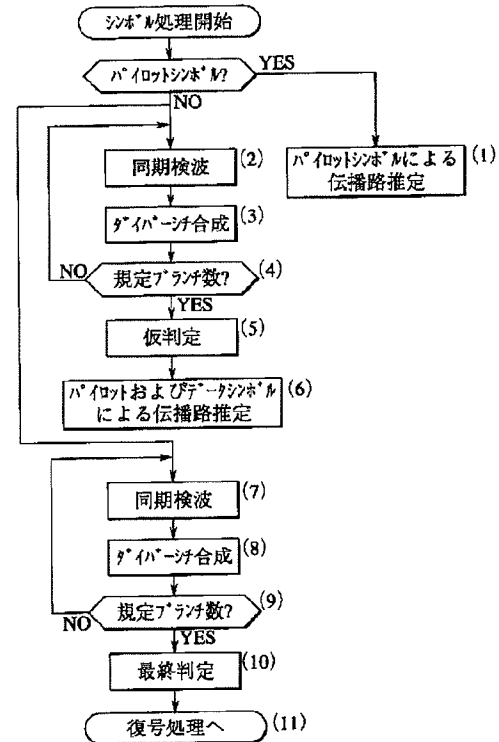 シンボル処理開始
パイロットシンボル?
YES
NO
パイロットシンボルによる
伝播路推定
(1)
同期検波
(2)
ダイバーシチ合成
(3)
規定ブランチ数?
(4)
NO
YES
仮判定
(5)
パイロットおよびデータシンボル
による伝播路推定
(6)
同期検波
(7)
ダイバーシチ合成
(8)
規定ブランチ数?
(9)
NO
YES
最終判定
(10)
復号処理へ
(11)